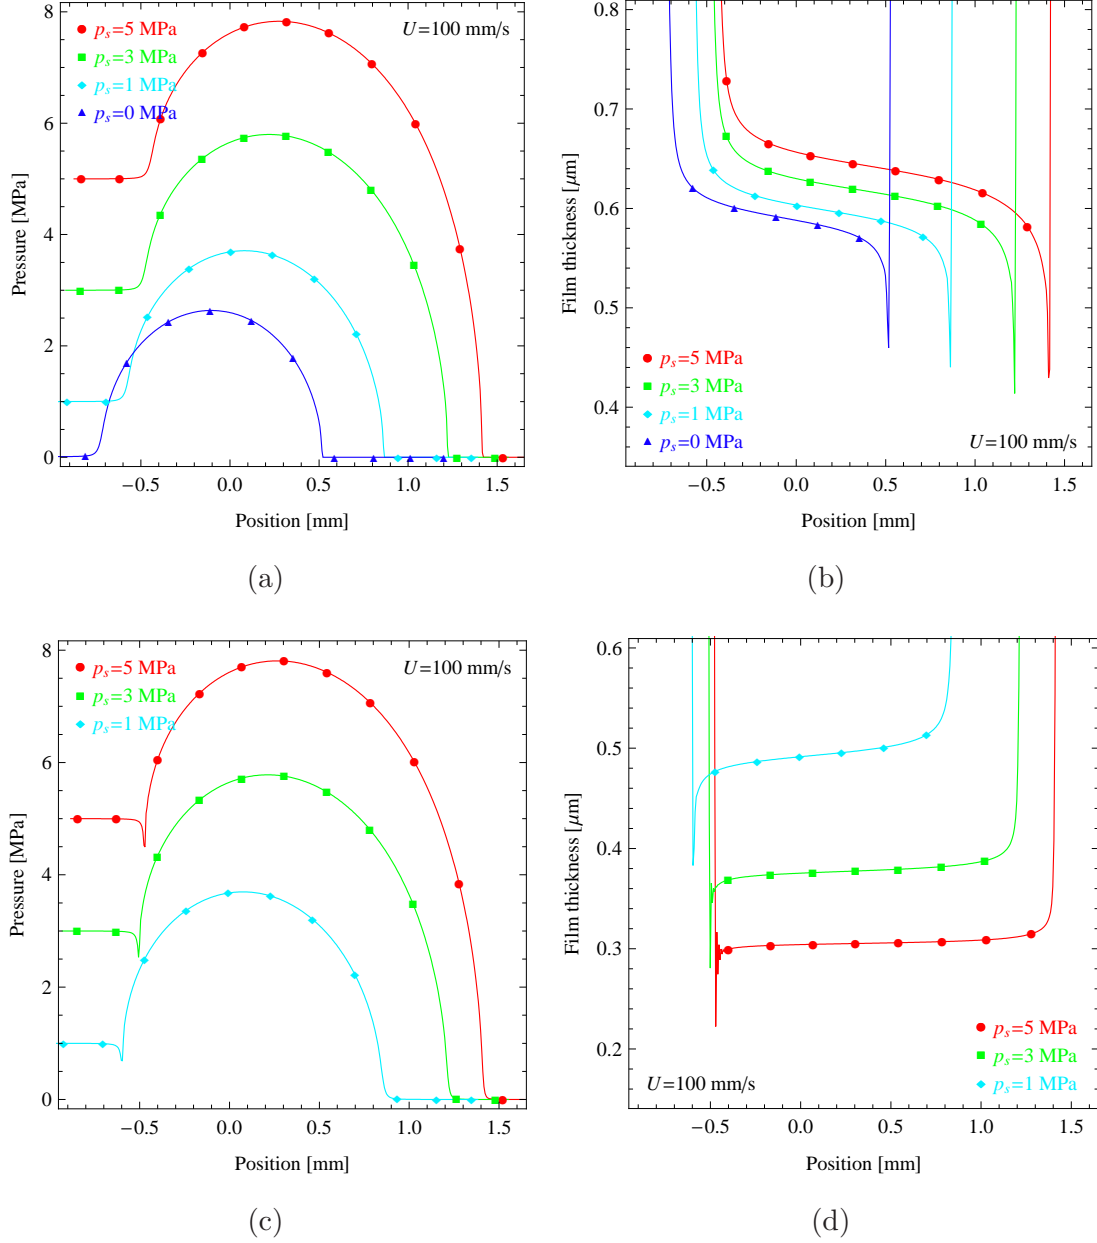 p_s=5 MPa
p_s=3 MPa
p_s=1 MPa
p_s=0 MPa
U=100 mm/s
8
6
4
2
0
Pressure [MPa]
−0.5 0.0 0.5 1.0 1.5
Position [mm]
(a)
0.8
0.7
0.6
0.5
0.4
Film thickness [μm]
p_s=5 MPa
p_s=3 MPa
p_s=1 MPa
p_s=0 MPa
U=100 mm/s
−0.5 0.0 0.5 1.0 1.5
Position [mm]
(b)
p_s=5 MPa
p_s=3 MPa
p_s=1 MPa
U=100 mm/s
8
6
4
2
0
Pressure [MPa]
−0.5 0.0 0.5 1.0 1.5
Position [mm]
(c)
0.6
0.5
0.4
0.3
0.2
Film thickness [μm]
p_s=5 MPa
p_s=3 MPa
p_s=1 MPa
U=100 mm/s
−0.5 0.0 0.5 1.0 1.5
Position [mm]
(d)